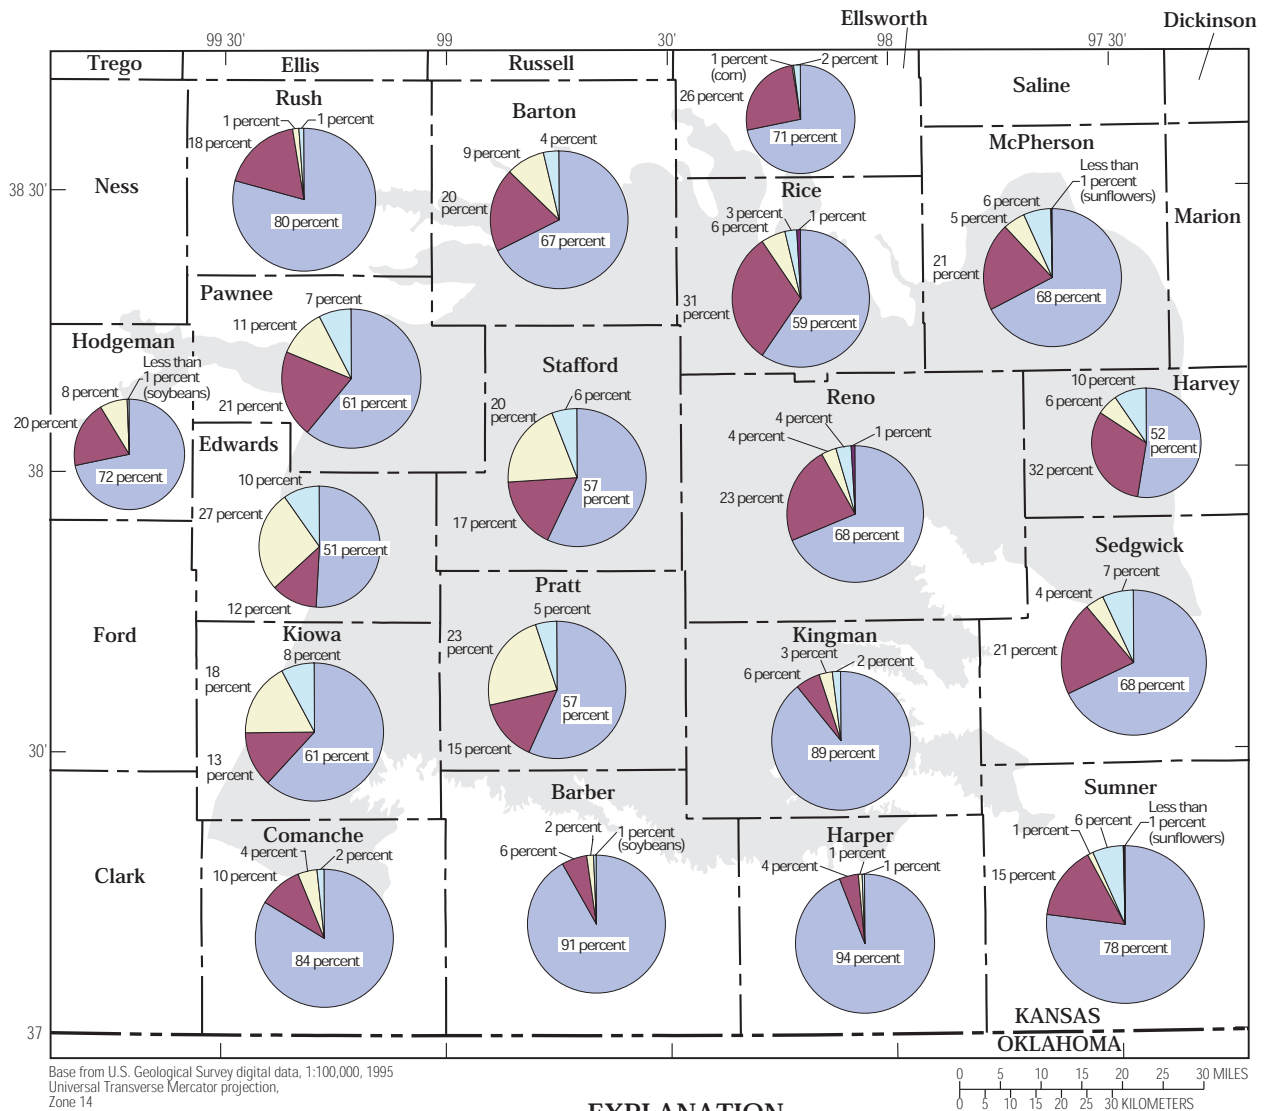 Ellsworth
Dickinson
99 30'
99
30'
98
97 30'
Trego
Ellis
Russell
1 percent
(corn)
2 percent
26 percent
71 percent
Saline
Rush
1 percent
1 percent
18 percent
80 percent
Barton
4 percent
9 percent
20
percent
67 percent
McPherson
Less than
1 percent
(sunflowers)
6 percent
5 percent
21
percent
68 percent
38 30'
Ness
Rice
3 percent
6 percent
1 percent
31
percent
59 percent
Marion
Pawnee
7 percent
11 percent
21 percent
61 percent
Hodgeman
Less than
1 percent
(soybeans)
8 percent
20 percent
72 percent
Stafford
6 percent
20
percent
57
percent
17 percent
Reno
4 percent
4 percent
1 percent
23 percent
68 percent
10 percent
Harvey
6 percent
52
percent
32 percent
38
Edwards
10 percent
27 percent
51 percent
12 percent
Sedgwick
7 percent
4 percent
21 percent
68 percent
Ford
Kiowa
8 percent
18
percent
13
percent
61 percent
Pratt
5 percent
23
percent
57
percent
15 percent
Kingman
3 percent
2 percent
6 percent
89 percent
30'
Clark
Comanche
4 percent
2 percent
10 percent
84 percent
Barber
2 percent
1 percent
(soybeans)
6 percent
91 percent
Harper
1 percent
4 percent
1 percent
94 percent
Sumner
Less than
1 percent
(sunflowers)
6 percent
1 percent
15 percent
78 percent
37
KANSAS
OKLAHOMA
Base from U.S. Geological Survey digital data, 1:100,000, 1995
Universal Transverse Mercator projection,
Zone 14
0 5 10 15 20 25 30 MILES
0 5 10 15 20 25 30 KILOMETERS
EXPLANATION